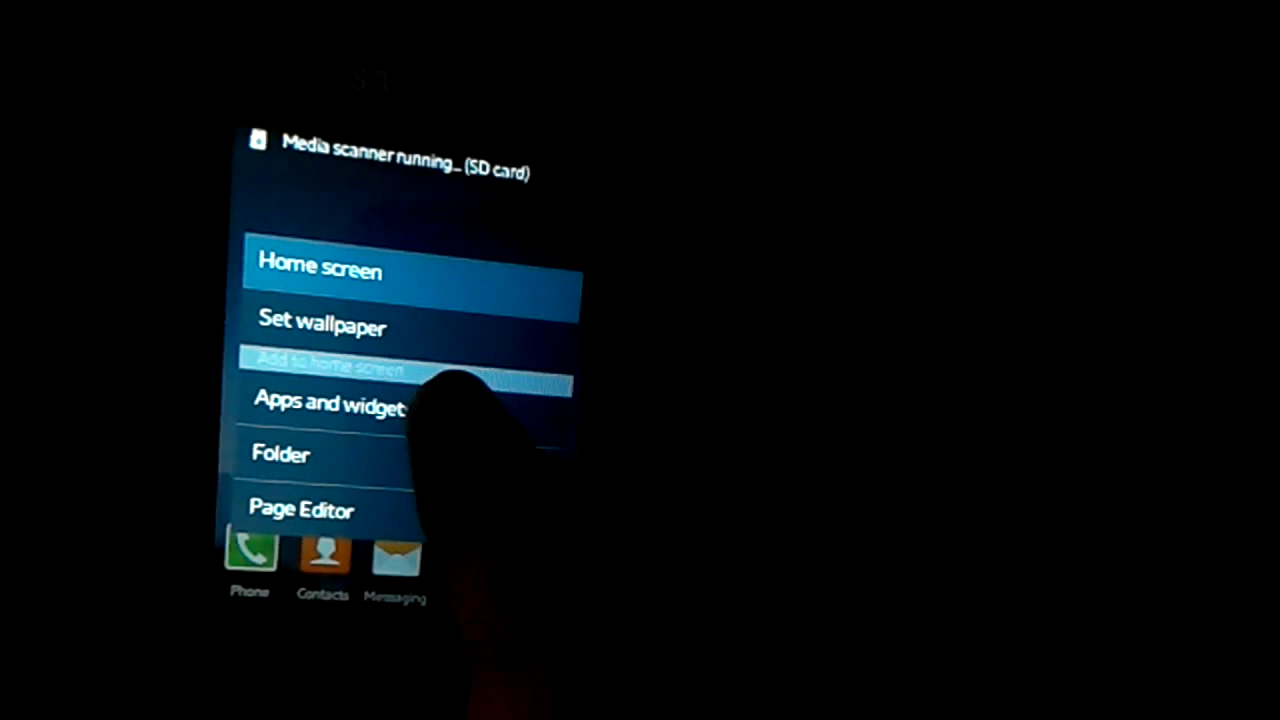 Media scanner running... (SD card)
Home screen
Set wallpaper
Add to home screen
Apps and widget
Folder
Page Editor
Phone Contacts Messaging